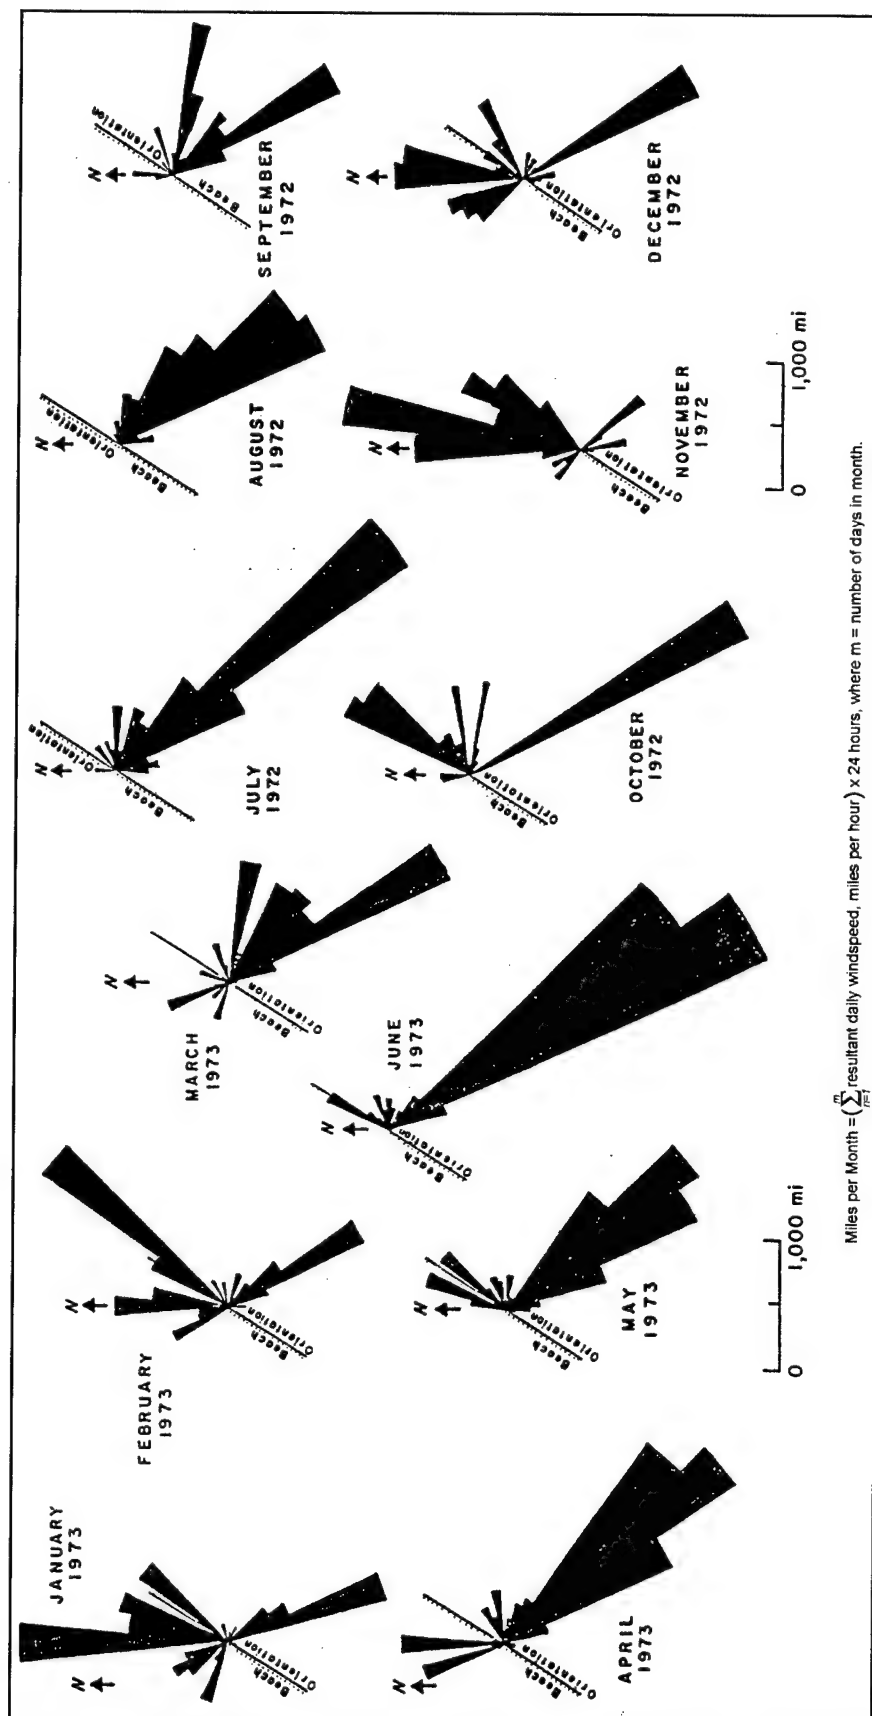 N
Orientation
Beach
SEPTEMBER
1972
N
Beach
Orientation
DECEMBER
1972
N
Orientation
Beach
AUGUST
1972
N
Beach
Orientation
NOVEMBER
1972
0
1,000 mi
N
Orientation
Beach
JULY
1972
N
Beach
Orientation
OCTOBER
1972
N
Beach
Orientation
MARCH
1973
N
Beach
Orientation
JUNE
1973
N
Beach
Orientation
FEBRUARY
1973
N
Beach
Orientation
MAY
1973
0
1,000 mi
N
Beach
Orientation
JANUARY
1973
N
Beach
Orientation
APRIL
1973
Miles per Month = (∑ m n=1 resultant daily windspeed, miles per hour) x 24 hours, where m = number of days in month.